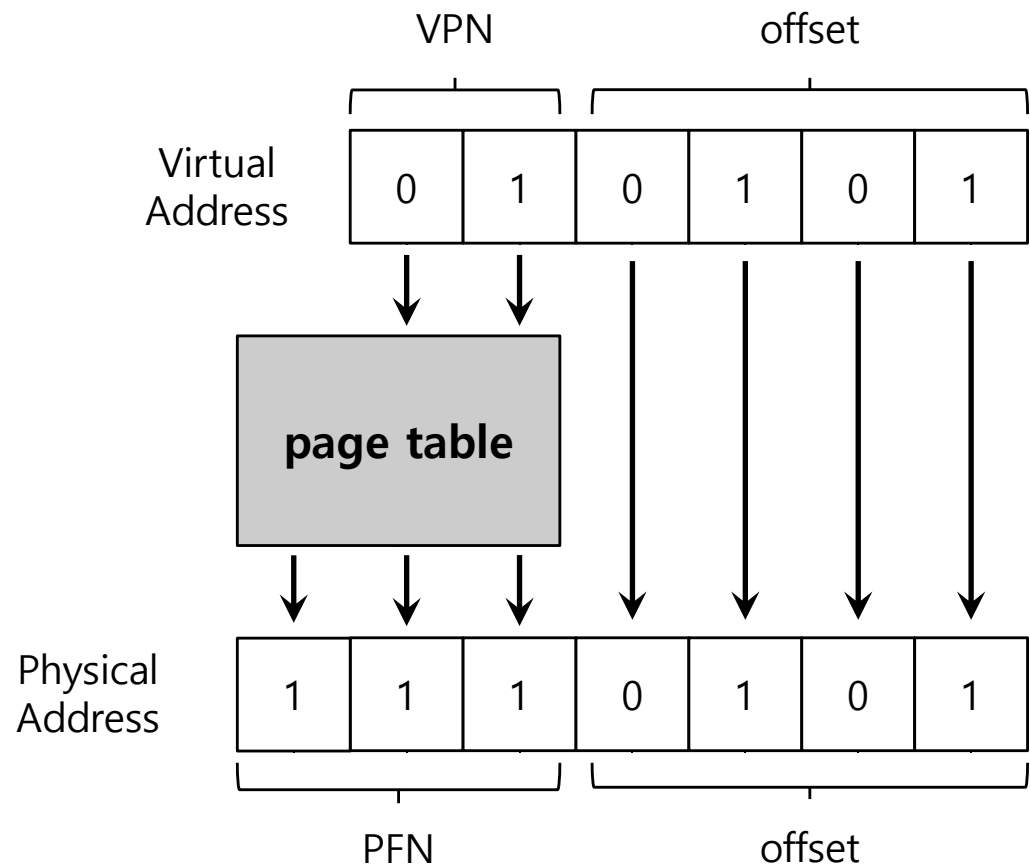 VPN offset
Virtual
Address
0 1 0 1 0 1
page table
Physical
Address
1 1 1 0 1 0 1
PFN offset